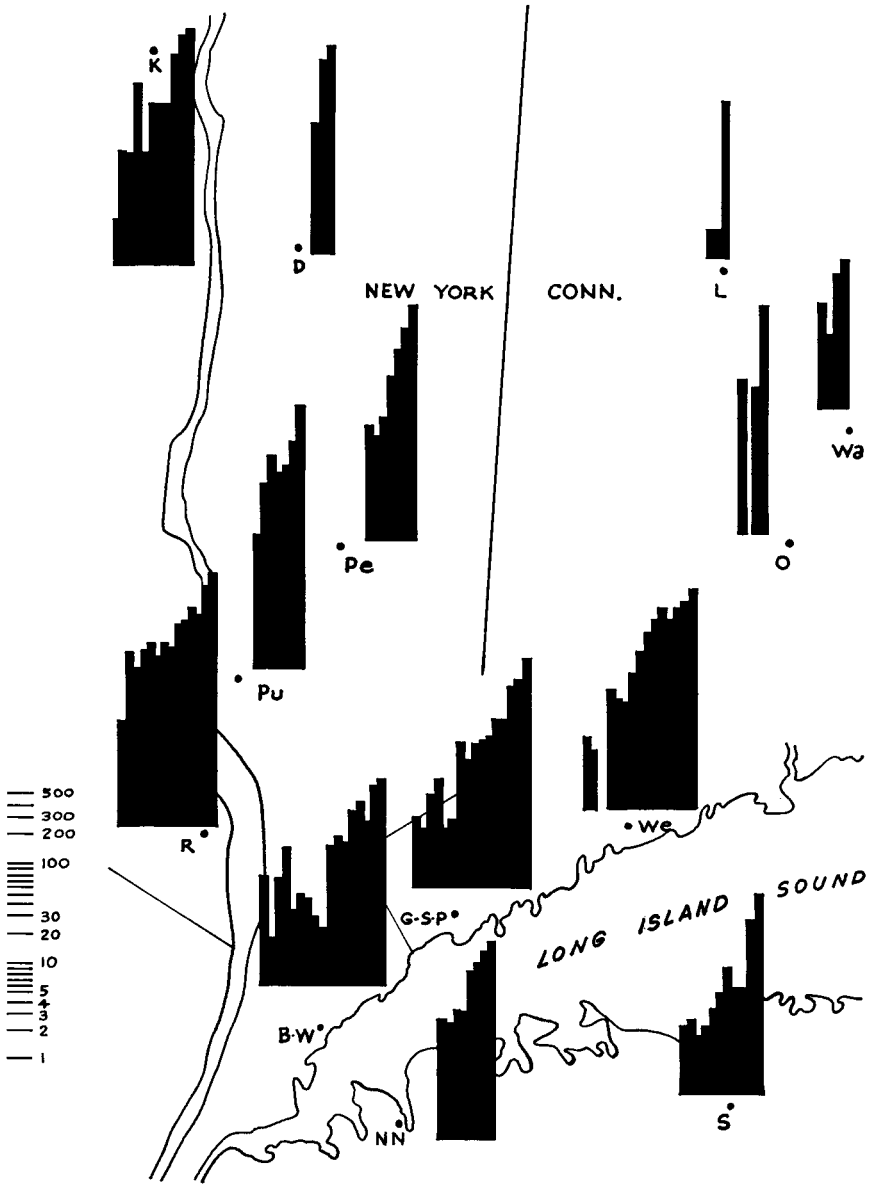 K
D
L
NEW YORK CONN.
Wa
O
Pe
Pu
R
We
500
300
200
100
30
20
10
5
4
3
2
1
G-S-P
LONG ISLAND SOUND
B-W
NN
S